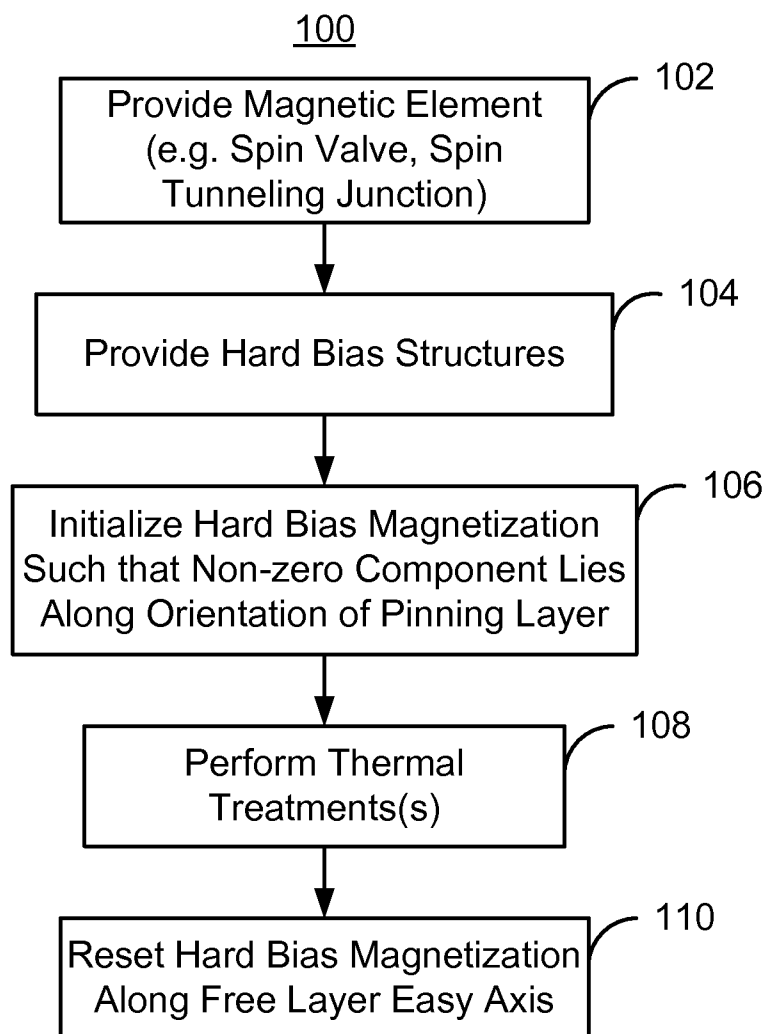 100
Provide Magnetic Element
(e.g. Spin Valve, Spin
Tunneling Junction)
102
Provide Hard Bias Structures
104
Initialize Hard Bias Magnetization
Such that Non-zero Component Lies
Along Orientation of Pinning Layer
106
Perform Thermal
Treatments(s)
108
Reset Hard Bias Magnetization
Along Free Layer Easy Axis
110